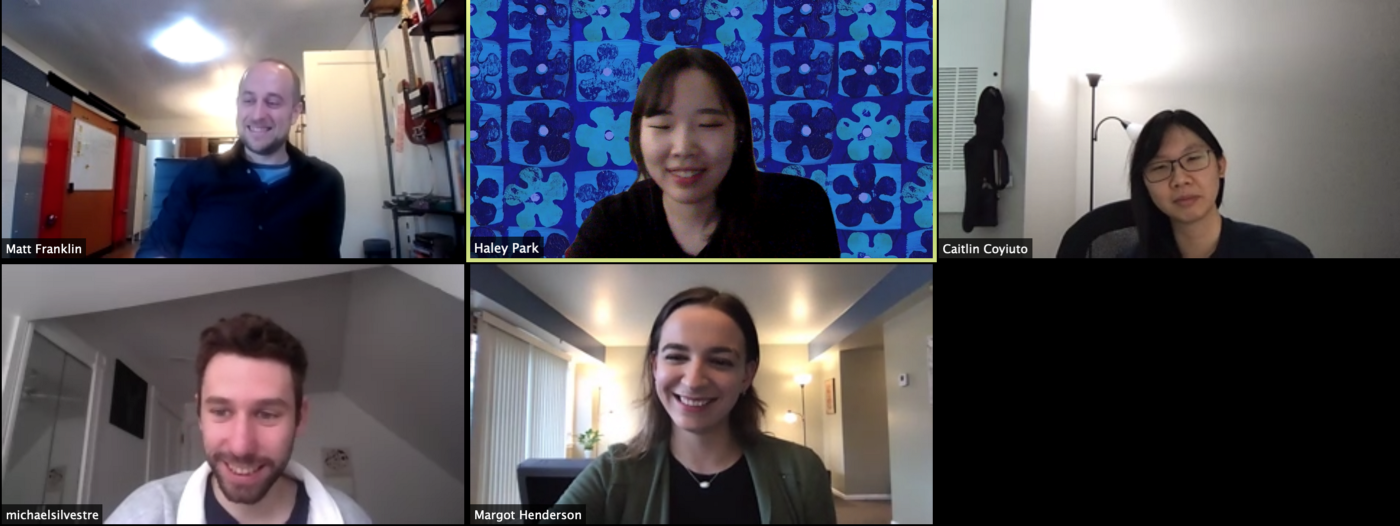 Matt Franklin
Haley Park
Caitlin Coyiuto
michaelsilvestre
Margot Henderson